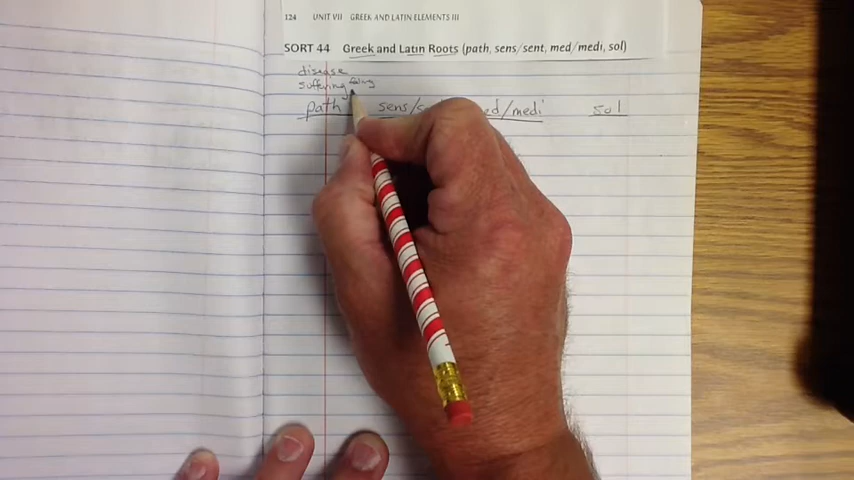 124 UNIT VII GREEK AND LATIN ELEMENTS III
SORT 44 Greek and Latin Roots (path, sens/sent, med/medi, sol)
disease
suffering feeling
path sens/ med/medi sol